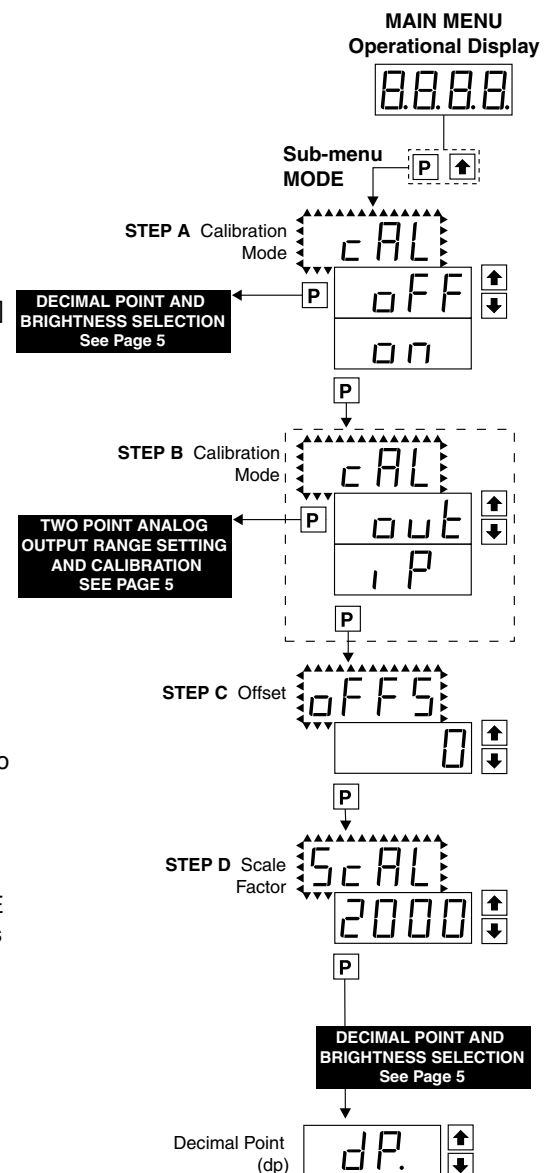 MAIN MENU
Operational Display
8.8.8.8.
Sub-menu
MODE
P
STEP A Calibration
Mode
cAL
DECIMAL POINT AND
BRIGHTNESS SELECTION
See Page 5
P
oFF
on
P
STEP B Calibration
Mode
cAL
TWO POINT ANALOG
OUTPUT RANGE SETTING
AND CALIBRATION
SEE PAGE 5
P
out
iP
P
STEP C Offset
oFFS
0
P
STEP D Scale
Factor
ScAL
2000
P
DECIMAL POINT AND
BRIGHTNESS SELECTION
See Page 5
Decimal Point
(dp)
dP.